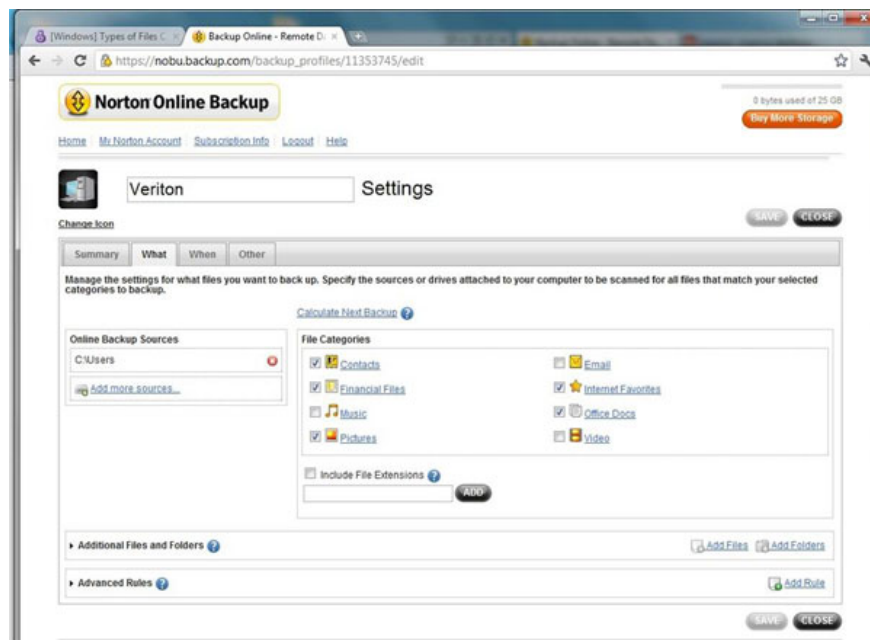 [Windows] Types of Files C
Backup Online - Remote Da
https://nobu.backup.com/backup_profiles/11353745/edit
Norton Online Backup
0 bytes used of 25 GB
Buy More Storage
Home My Norton Account Subscription Info Logout Help
Veriton Settings
Change Icon
SAVE CLOSE
Summary What When Other
Manage the settings for what files you want to back up. Specify the sources or drives attached to your computer to be scanned for all files that match your selected
categories to backup.
Calculate Next Backup ?
Online Backup Sources
C:\Users
Add more sources...
File Categories
Contacts Email
Financial Files Internet Favorites
Music Office Docs
Pictures Video
Include File Extensions ?
ADD
Additional Files and Folders ? Add Files Add Folders
Advanced Rules ? Add Rule
SAVE CLOSE